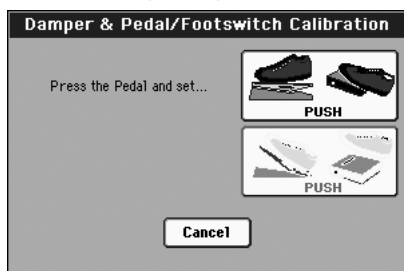 Damper & Pedal/Footswitch Calibration
Press the Pedal and set...
PUSH
PUSH
Cancel